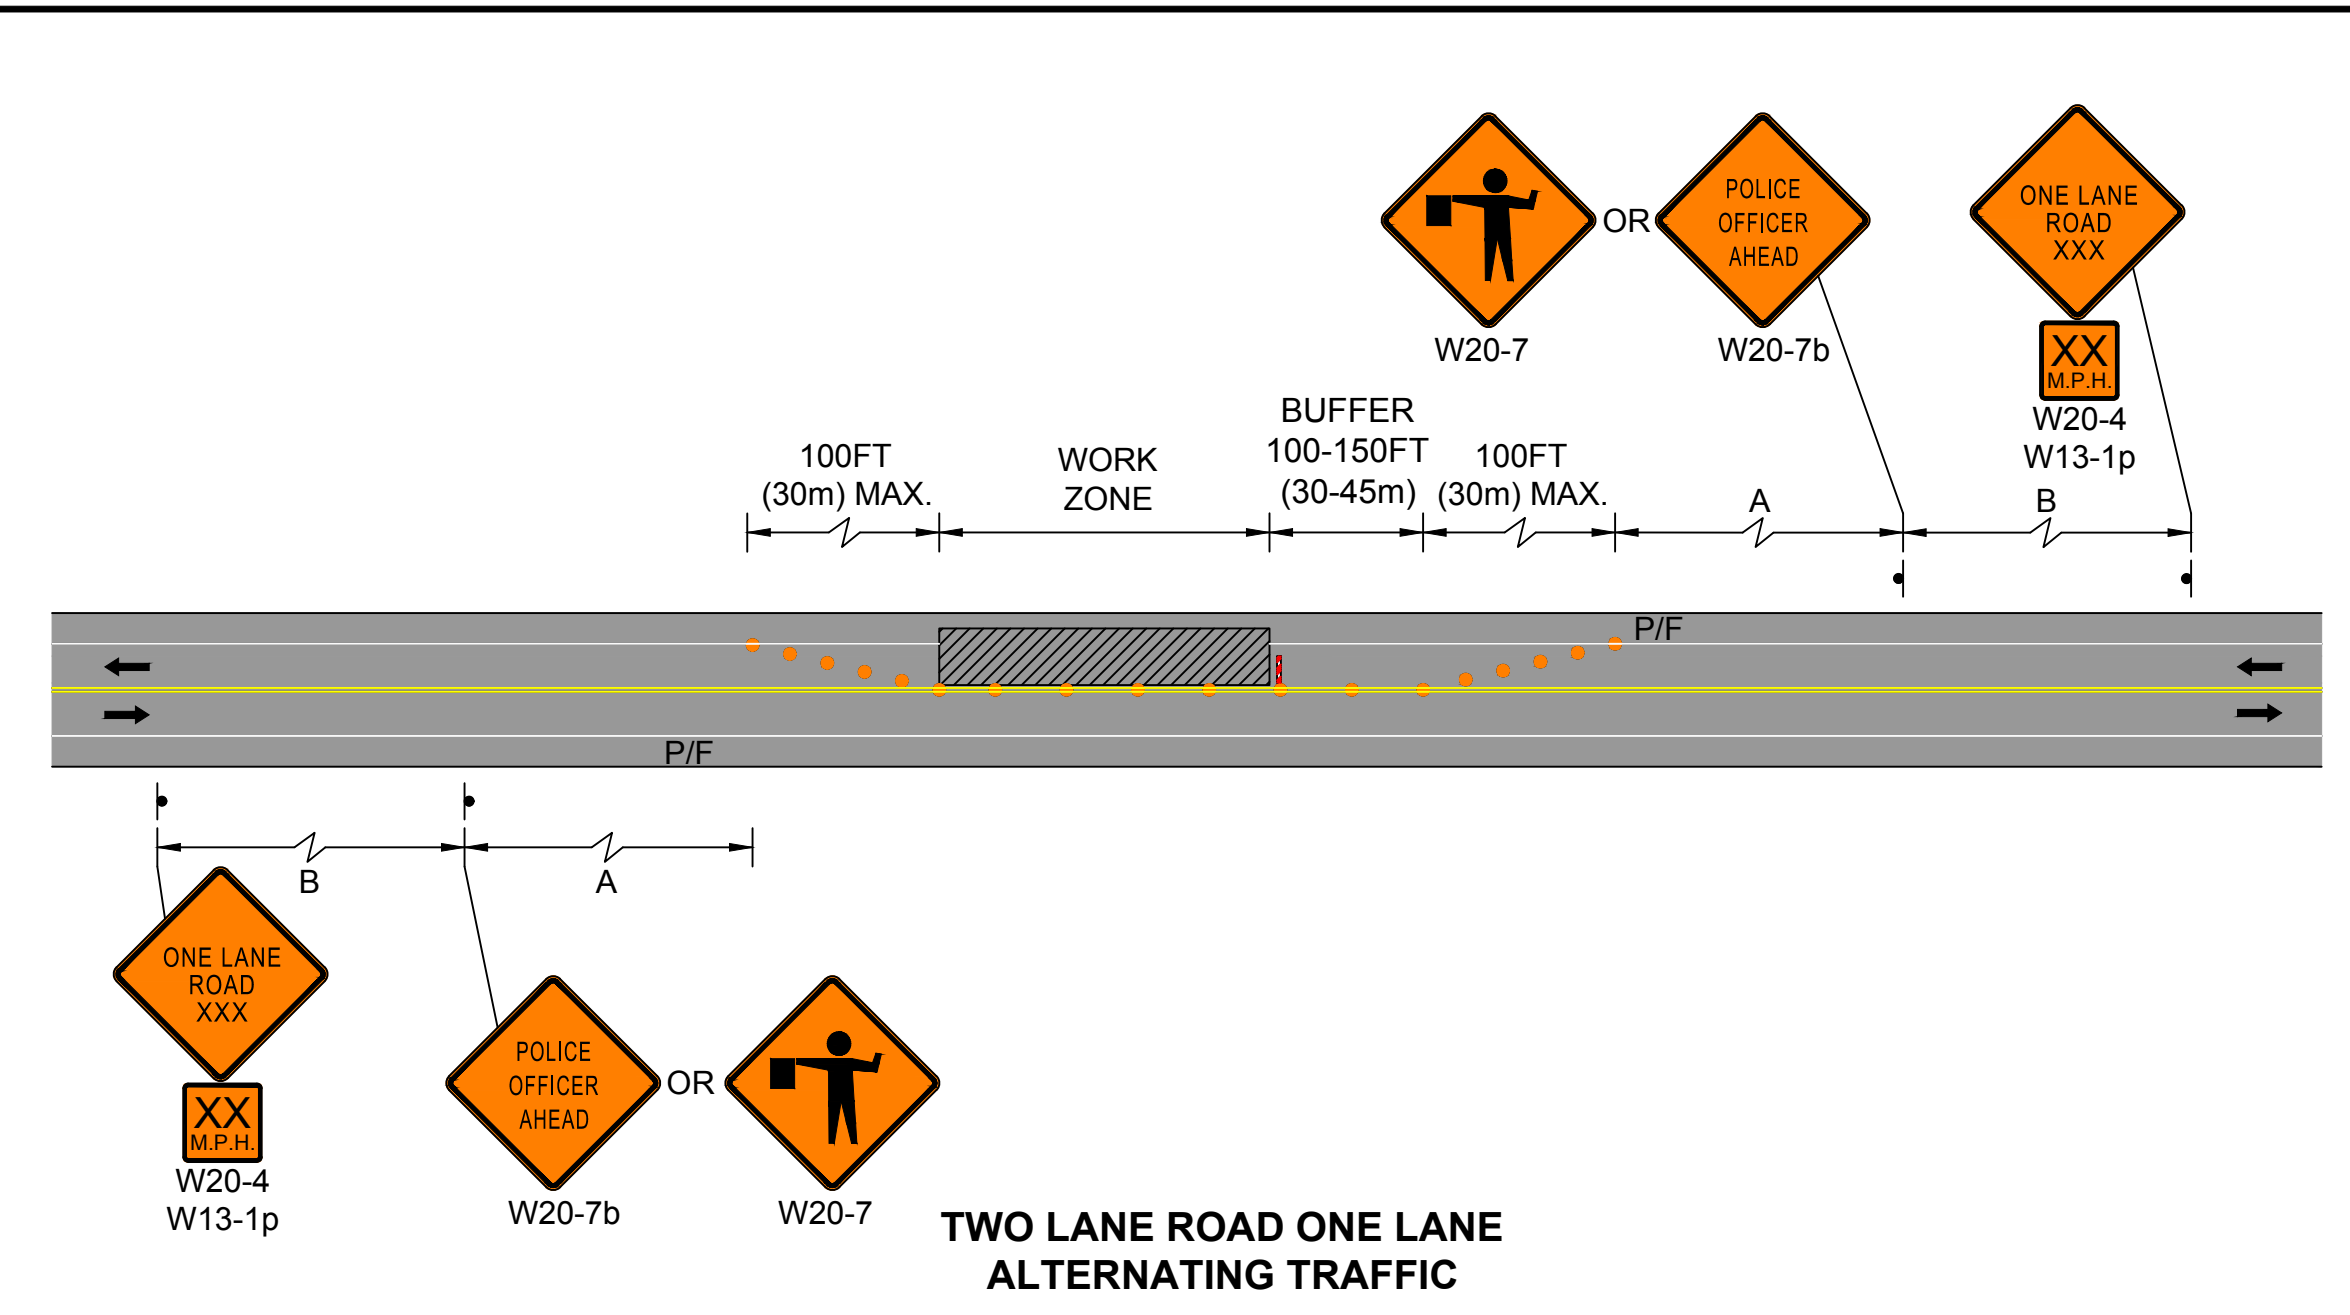 POLICE
OFFICER
AHEAD
ONE LANE
ROAD
XXX
OR
W20-7
W20-7b
XX
M.P.H.
W20-4
W13-1p
100FT
(30m) MAX.
WORK
ZONE
BUFFER
100-150FT
(30-45m)
100FT
(30m) MAX.
A
B
P/F
P/F
B
A
ONE LANE
ROAD
XXX
XX
M.P.H.
W20-4
W13-1p
POLICE
OFFICER
AHEAD
OR
W20-7b
W20-7
TWO LANE ROAD ONE LANE
ALTERNATING TRAFFIC